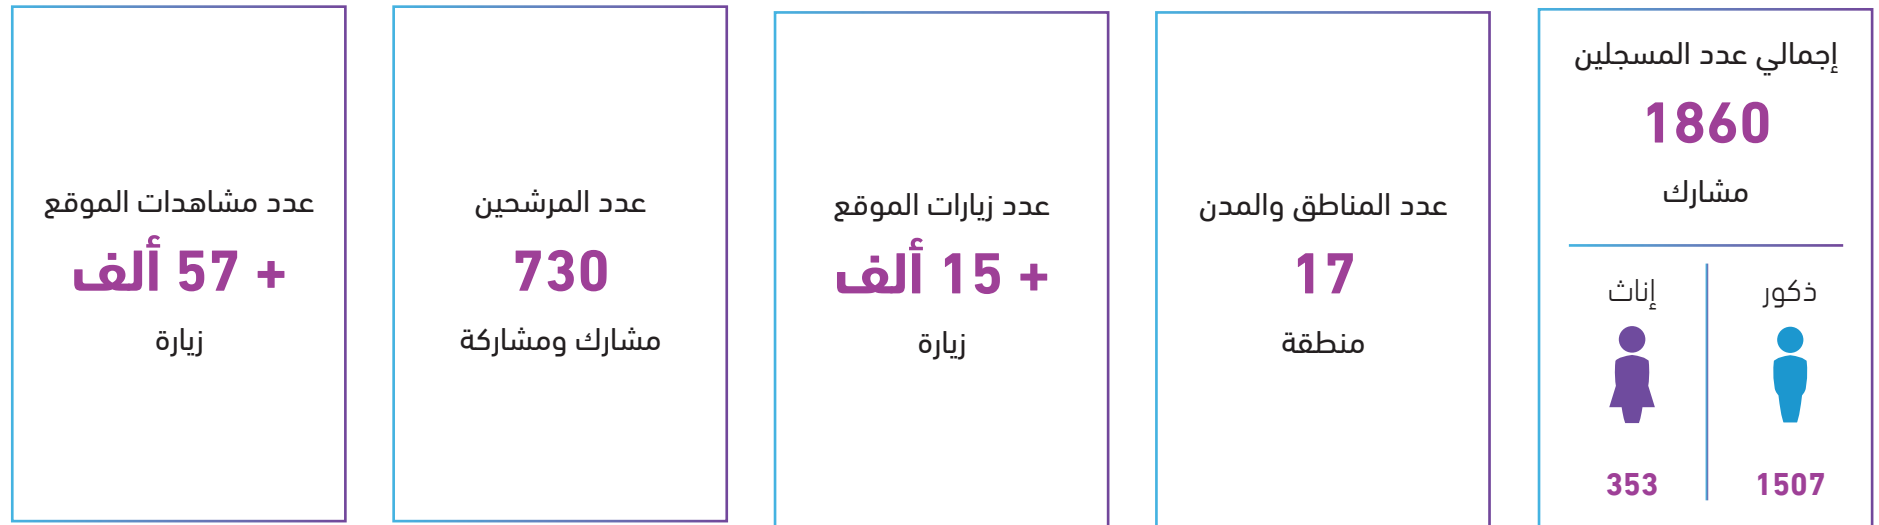 إجمالي عدد المسجلين
1860
مشارك
ذكور
1507
إناث
353
عدد المناطق والمدن
17
منطقة
عدد زيارات الموقع
+ 15 ألف
زيارة
عدد المرشحين
730
مشارك ومشاركة
عدد مشاهدات الموقع
+ 57 ألف
زيارة